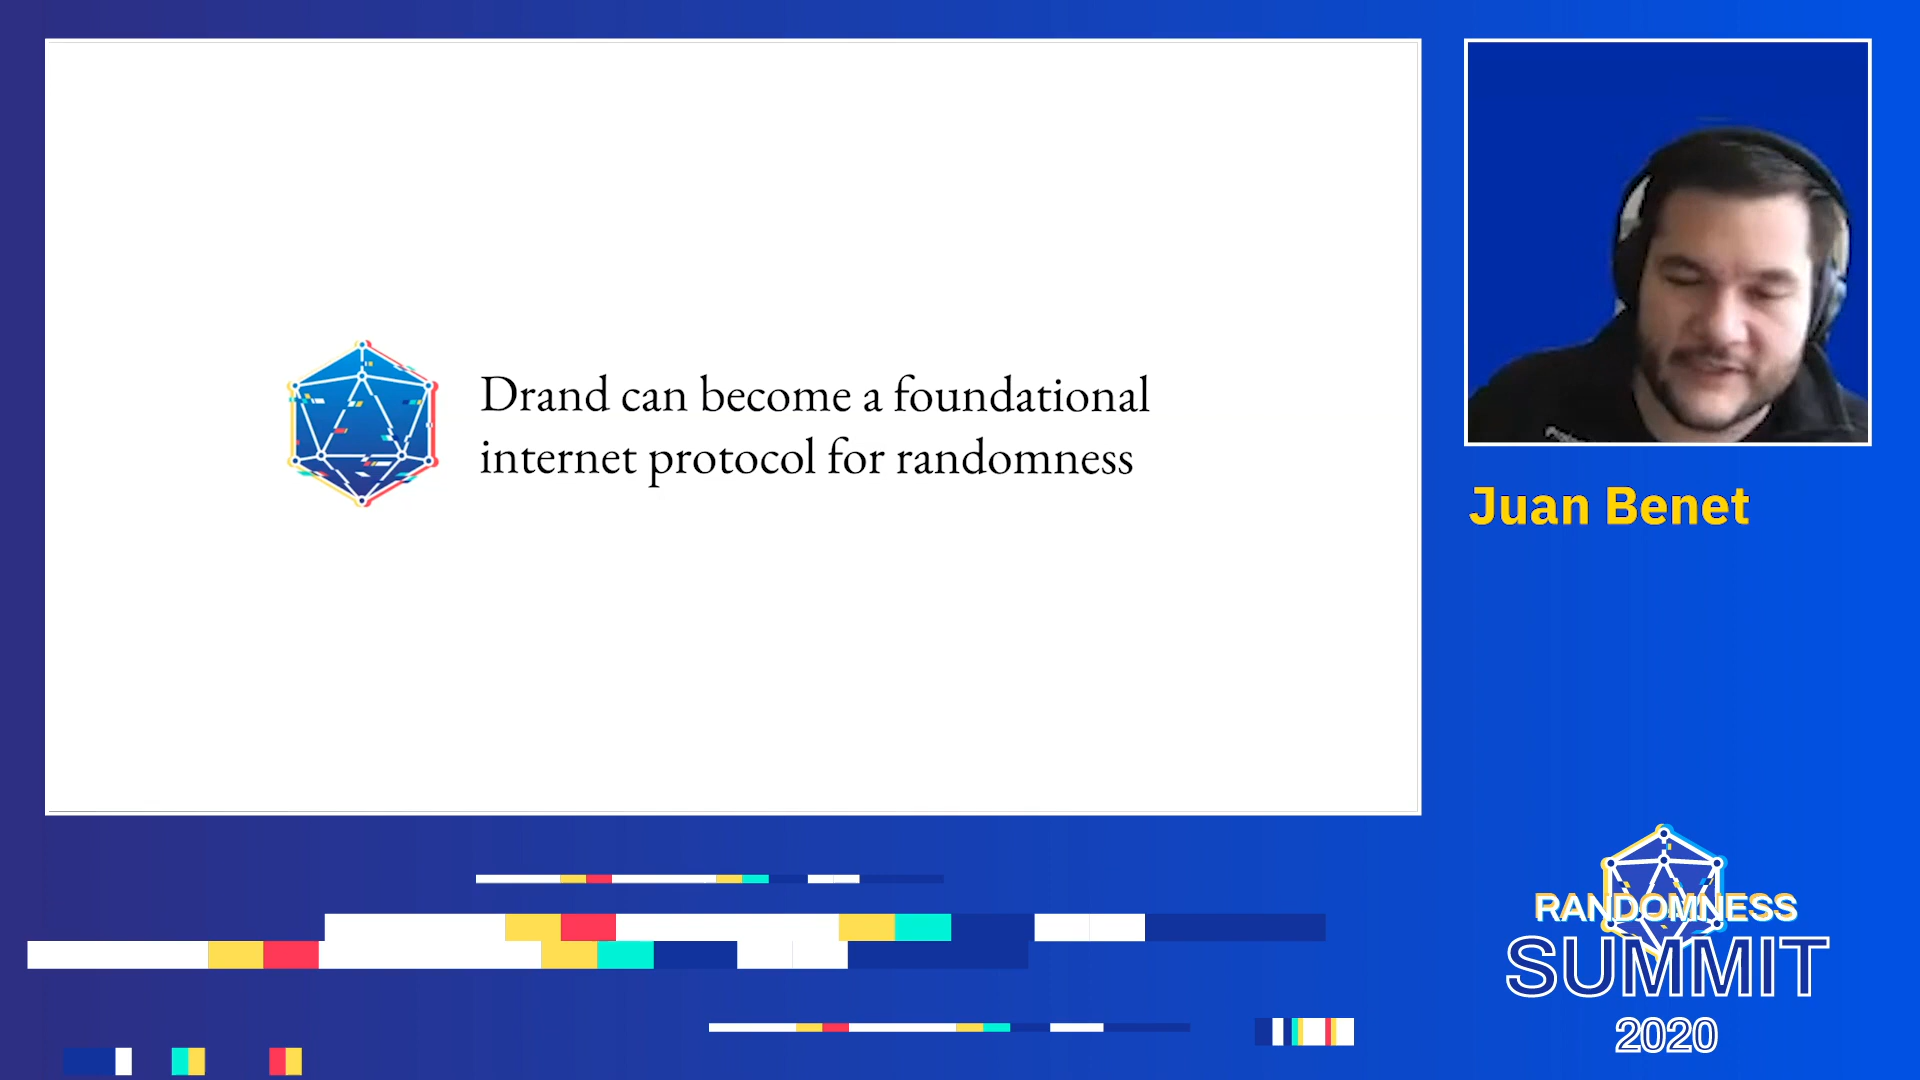 Drand can become a foundational
internet protocol for randomness
Juan Benet
RANDOMNESS
SUMMIT
2020